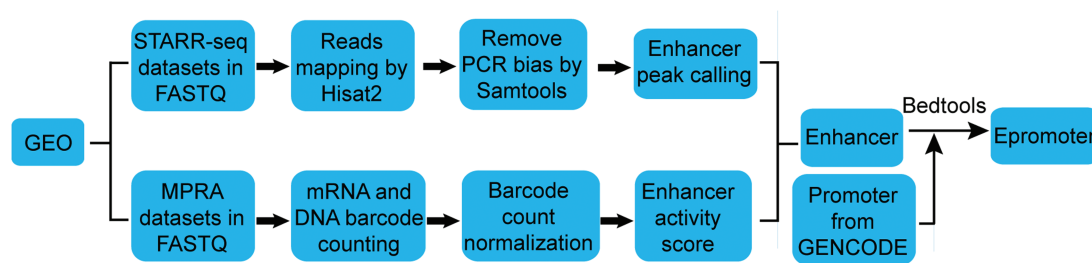 GEO
STARR-seq
datasets in
FASTQ
Reads
mapping by
Hisat2
Remove
PCR bias by
Samtools
Enhancer
peak calling
MPRA
datasets in
FASTQ
mRNA and
DNA barcode
counting
Barcode
count
normalization
Enhancer
activity
score
Enhancer
Promoter
from
GENCODE
Bedtools
Epromoter